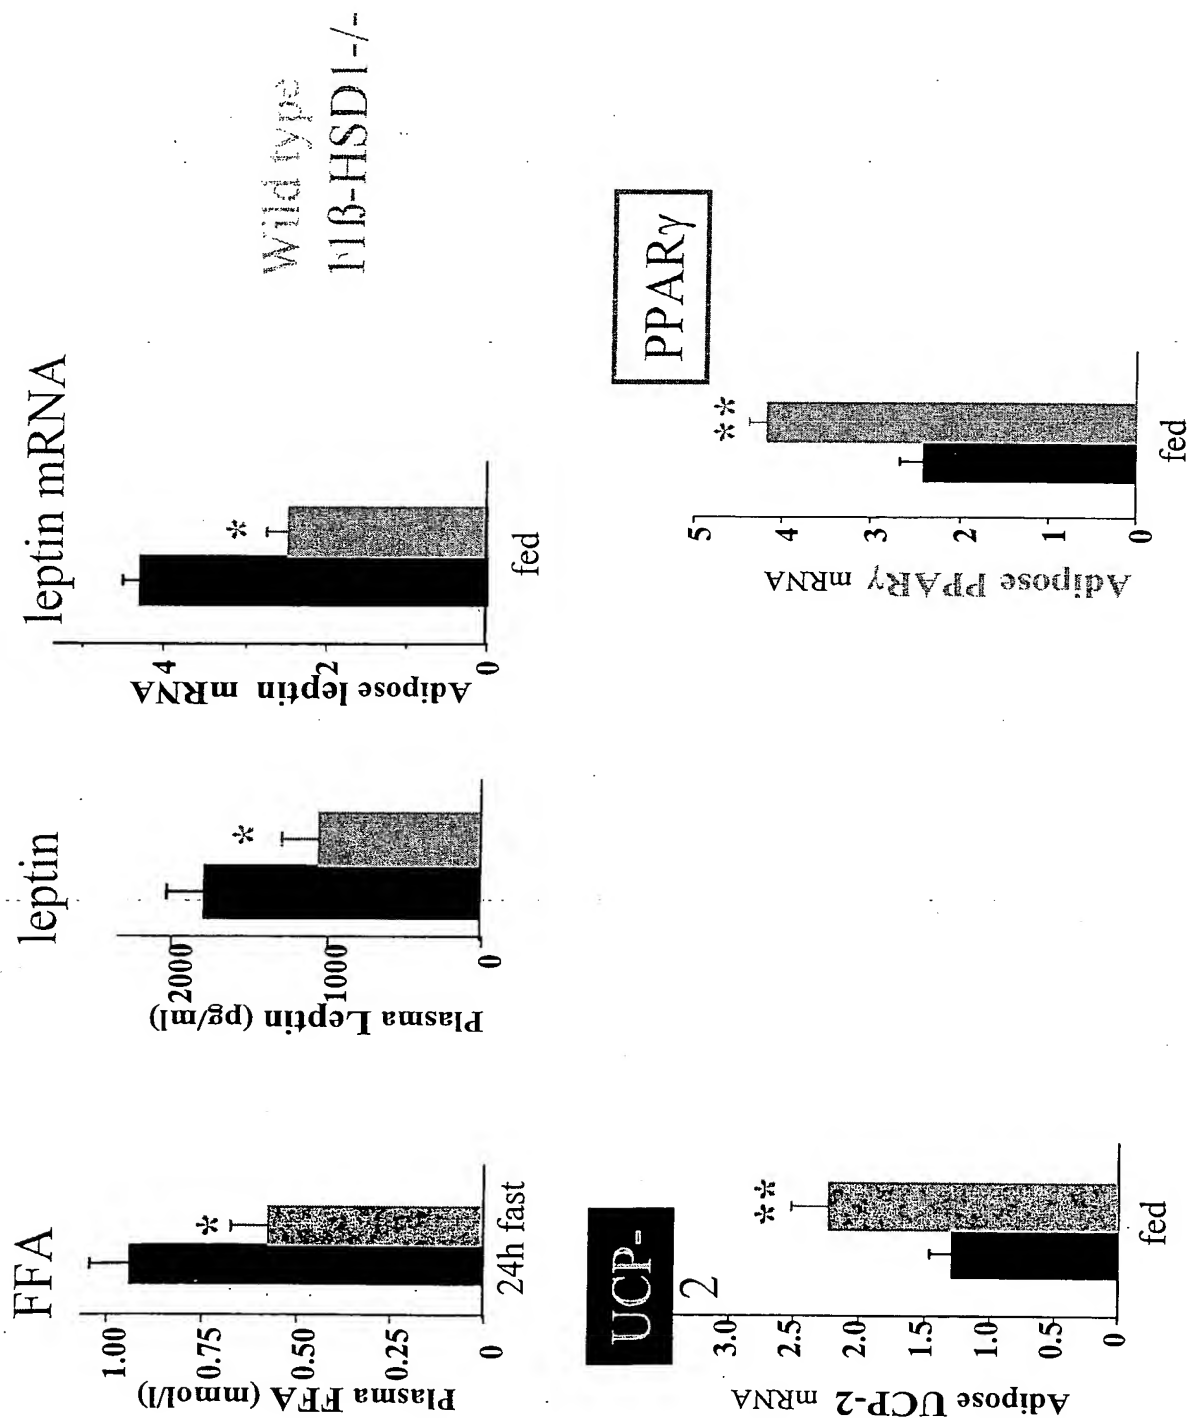 FFA
Plasma FFA (mmol/l)
1.00
0.75
0.50
0.25
0
*
24h fast
leptin
Plasma Leptin (pg/ml)
2000
1000
0
*
leptin mRNA
Adipose leptin mRNA
4
2
0
*
fed
Wild type
11ß-HSD1-/-
UCP-
2
Adipose UCP-2 mRNA
3.0
2.5
2.0
1.5
1.0
0.5
0
**
fed
PPARγ
Adipose PPARγ mRNA
5
4
3
2
1
0
**
fed